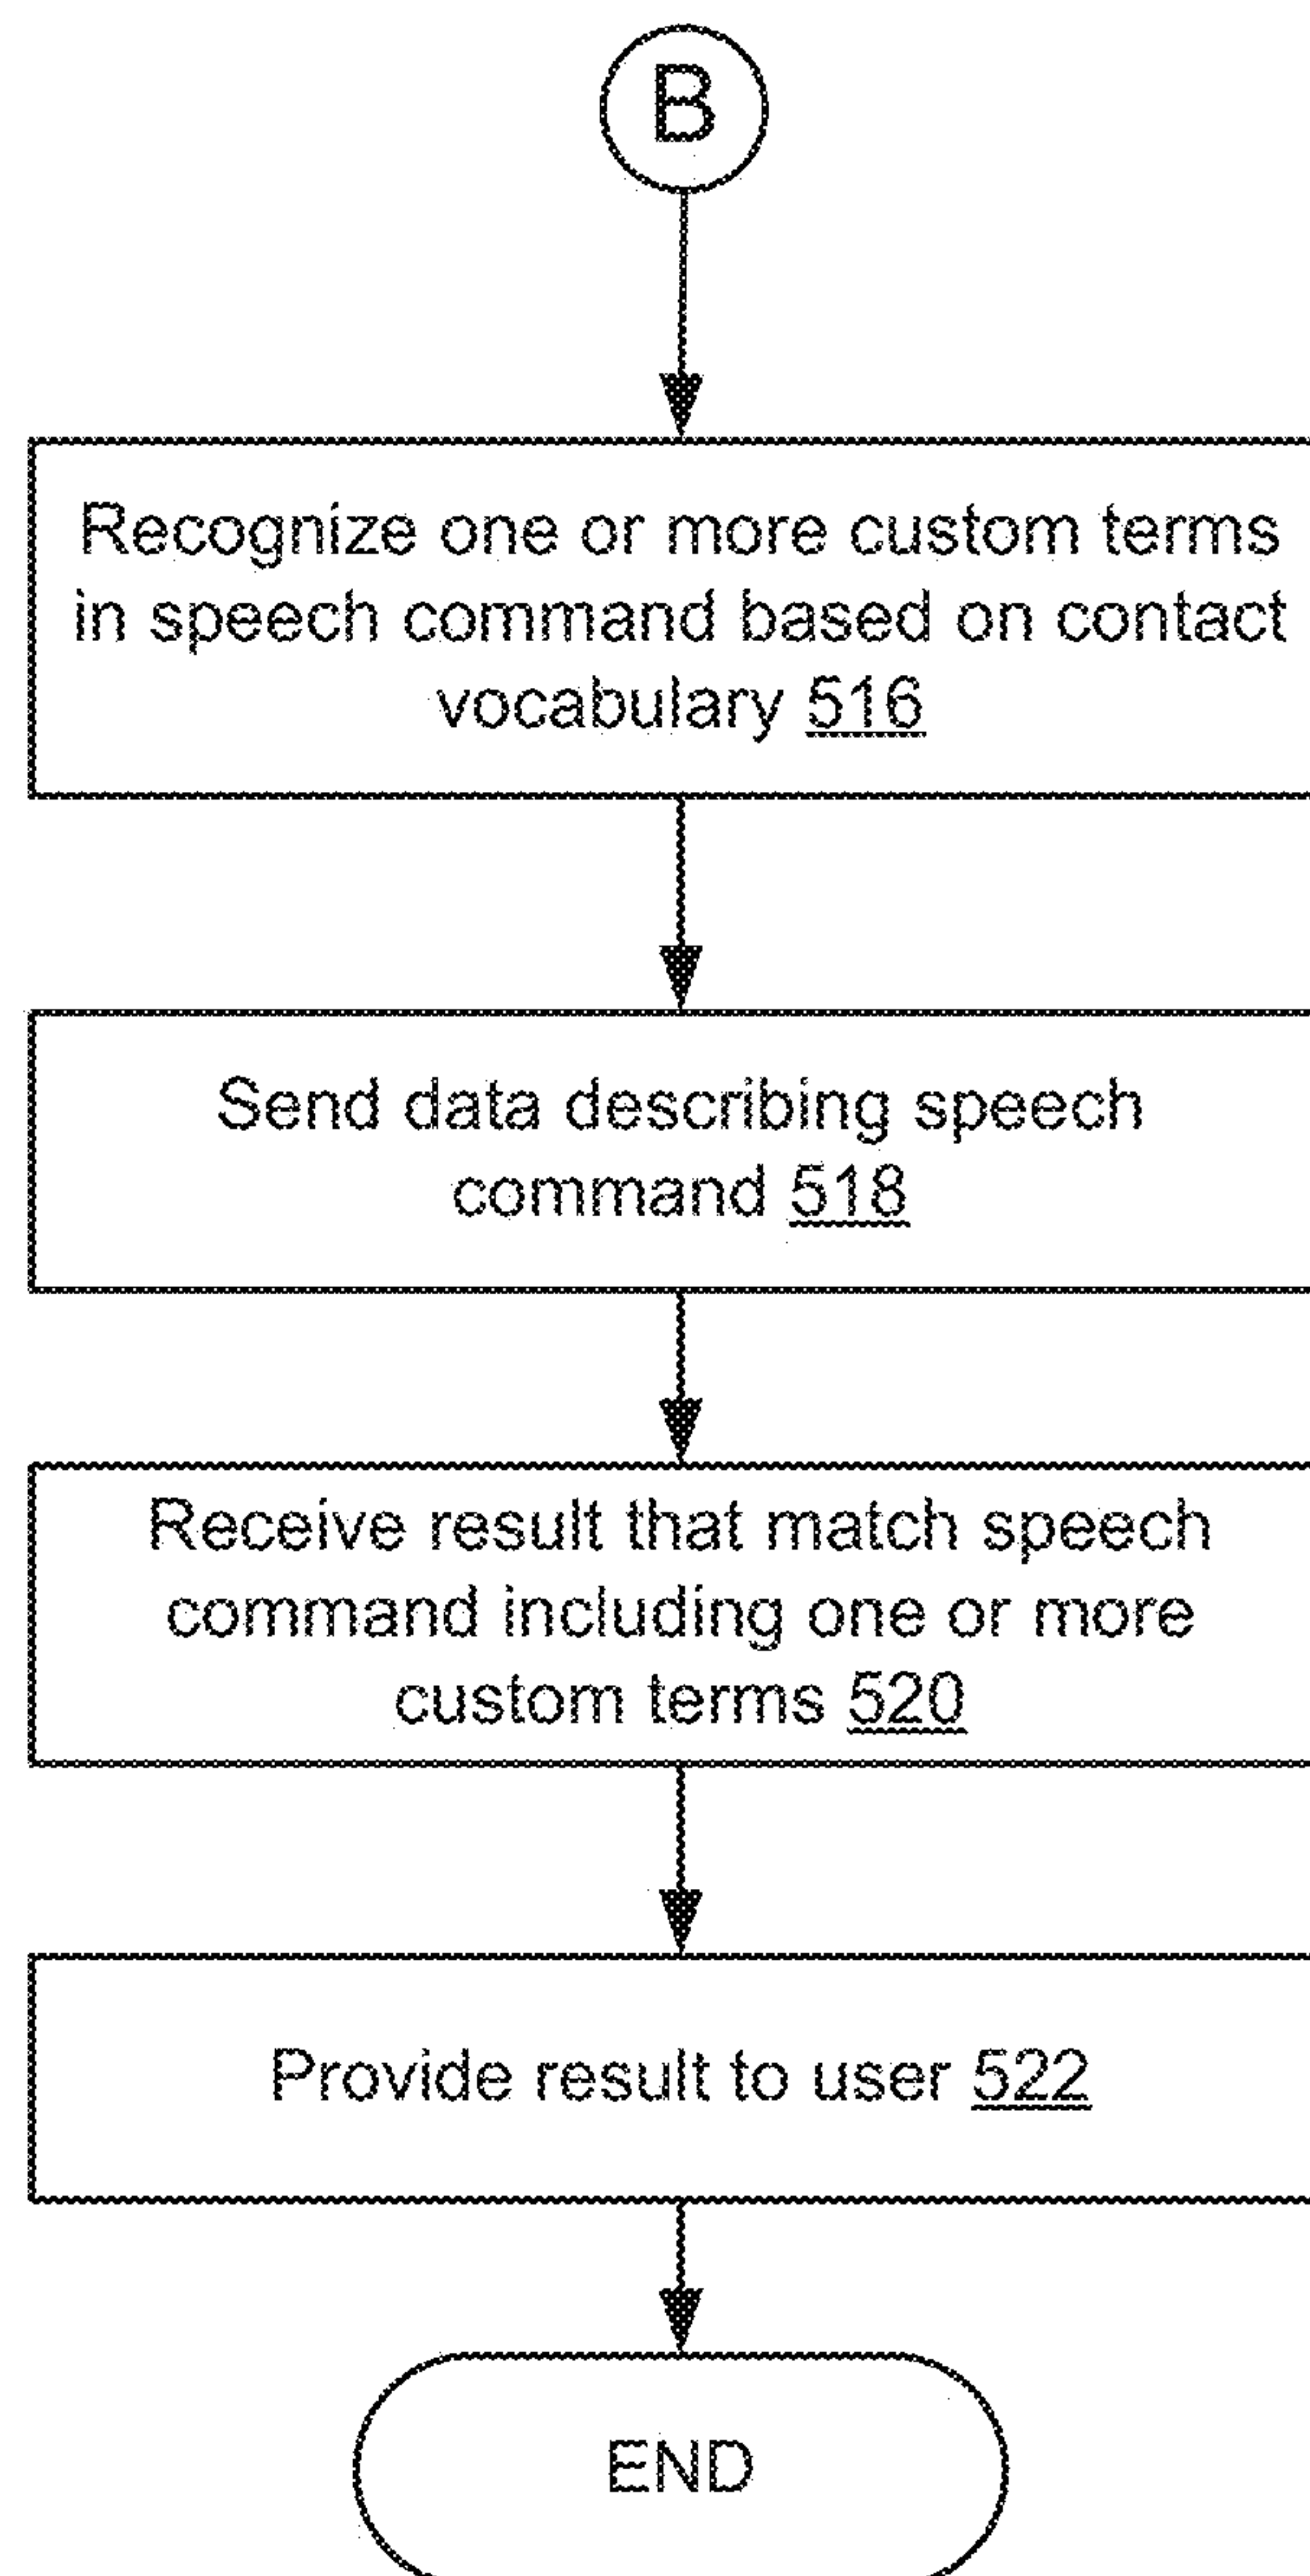 B
Recognize one or more custom terms
in speech command based on contact
vocabulary 516
Send data describing speech
command 518
Receive result that match speech
command including one or more
custom terms 520
Provide result to user 522
END